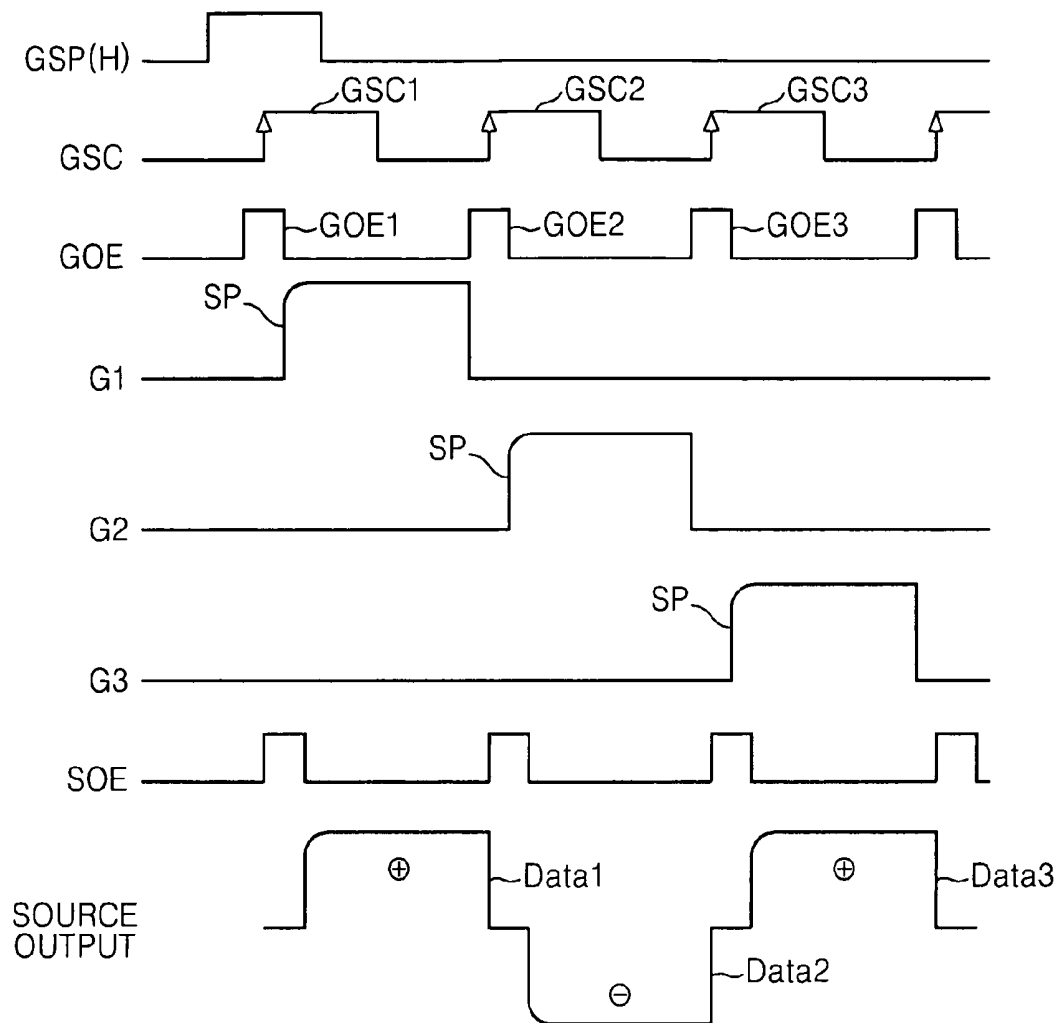 GSP(H)
GSC1
GSC2
GSC3
GSC
GOE1
GOE2
GOE3
GOE
SP
G1
SP
G2
SP
G3
SOE
⊕
⊕
Data1
Data3
SOURCE
OUTPUT
Data2
⊖